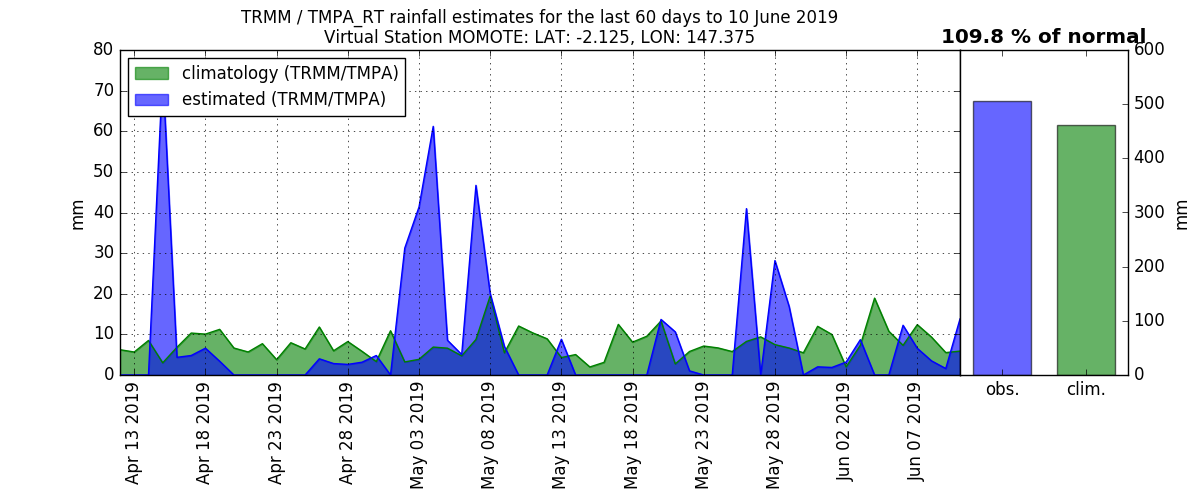 TRMM / TMPA_RT rainfall estimates for the last 60 days to 10 June 2019
Virtual Station MOMOTE: LAT: -2.125, LON: 147.375
109.8 % of normal
climatology (TRMM/TMPA)
estimated (TRMM/TMPA)
mm
80
70
60
50
40
30
20
10
0
Apr 13 2019
Apr 18 2019
Apr 23 2019
Apr 28 2019
May 03 2019
May 08 2019
May 13 2019
May 18 2019
May 23 2019
May 28 2019
Jun 02 2019
Jun 07 2019
obs.
clim.
600
500
400
300
200
100
0
mm